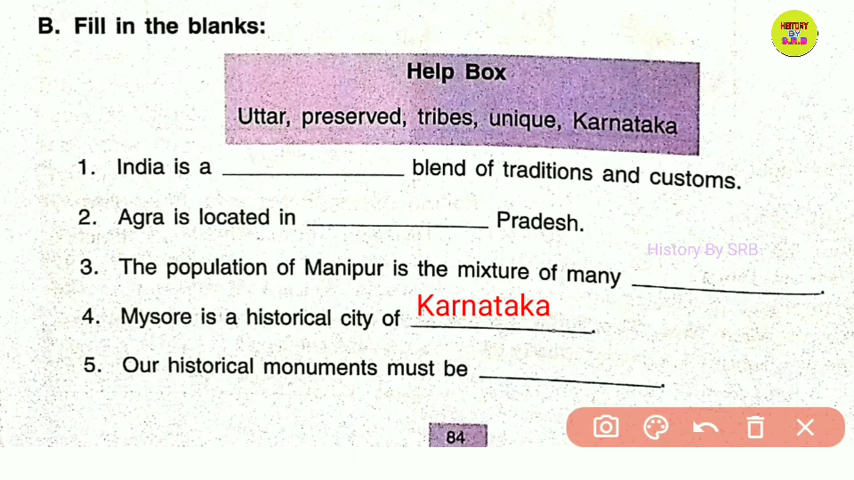 B. Fill in the blanks:
HISTORY
BY
S.R.B
Help Box
Uttar, preserved, tribes, unique, Karnataka
1. India is a ______ blend of traditions and customs.
2. Agra is located in ______ Pradesh.
History By SRB
3. The population of Manipur is the mixture of many ______.
4. Mysore is a historical city of Karnataka.
5. Our historical monuments must be ______.
84